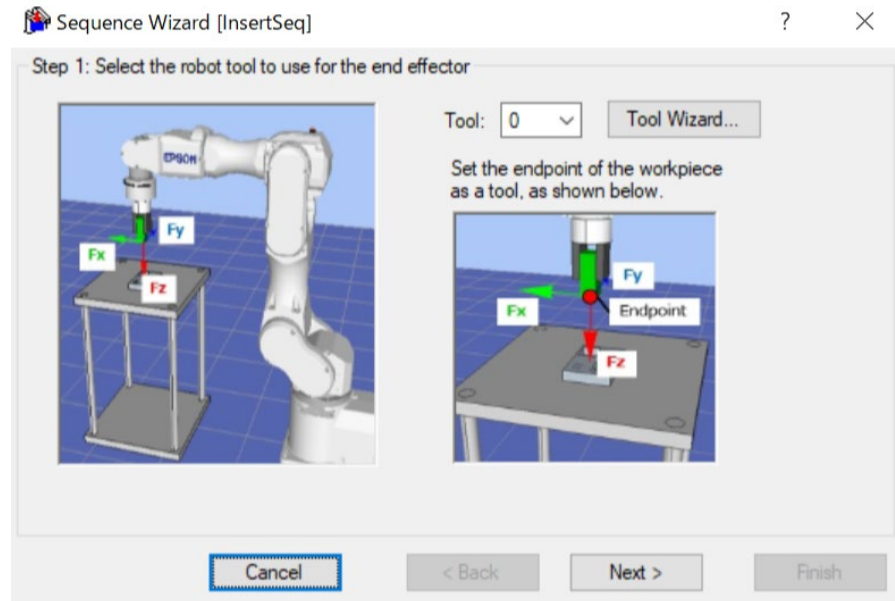 Sequence Wizard [InsertSeq]
?
Step 1: Select the robot tool to use for the end effector
Tool: 0 Tool Wizard...
Set the endpoint of the workpiece
as a tool, as shown below.
EPSON
Fy
Fx
Fz
Fy
Fx
Endpoint
Fz
Cancel
< Back
Next >
Finish